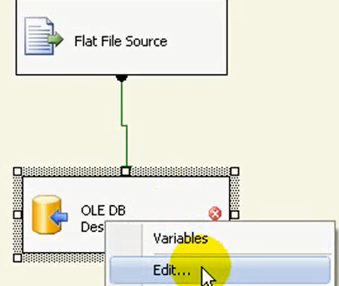 Flat File Source
OLE DB
Des
Variables
Edit...